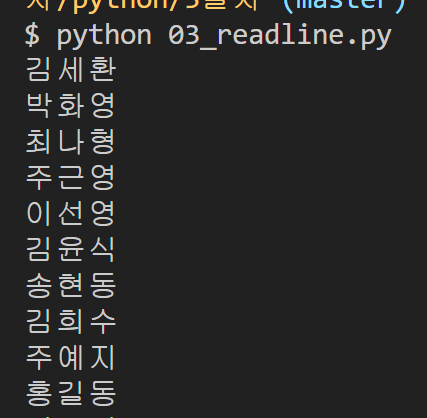 /python/3일차 (master)
$ python 03_readline.py
김세환
박화영
최나형
주근영
이선영
김윤식
송현동
김희수
주예지
홍길동